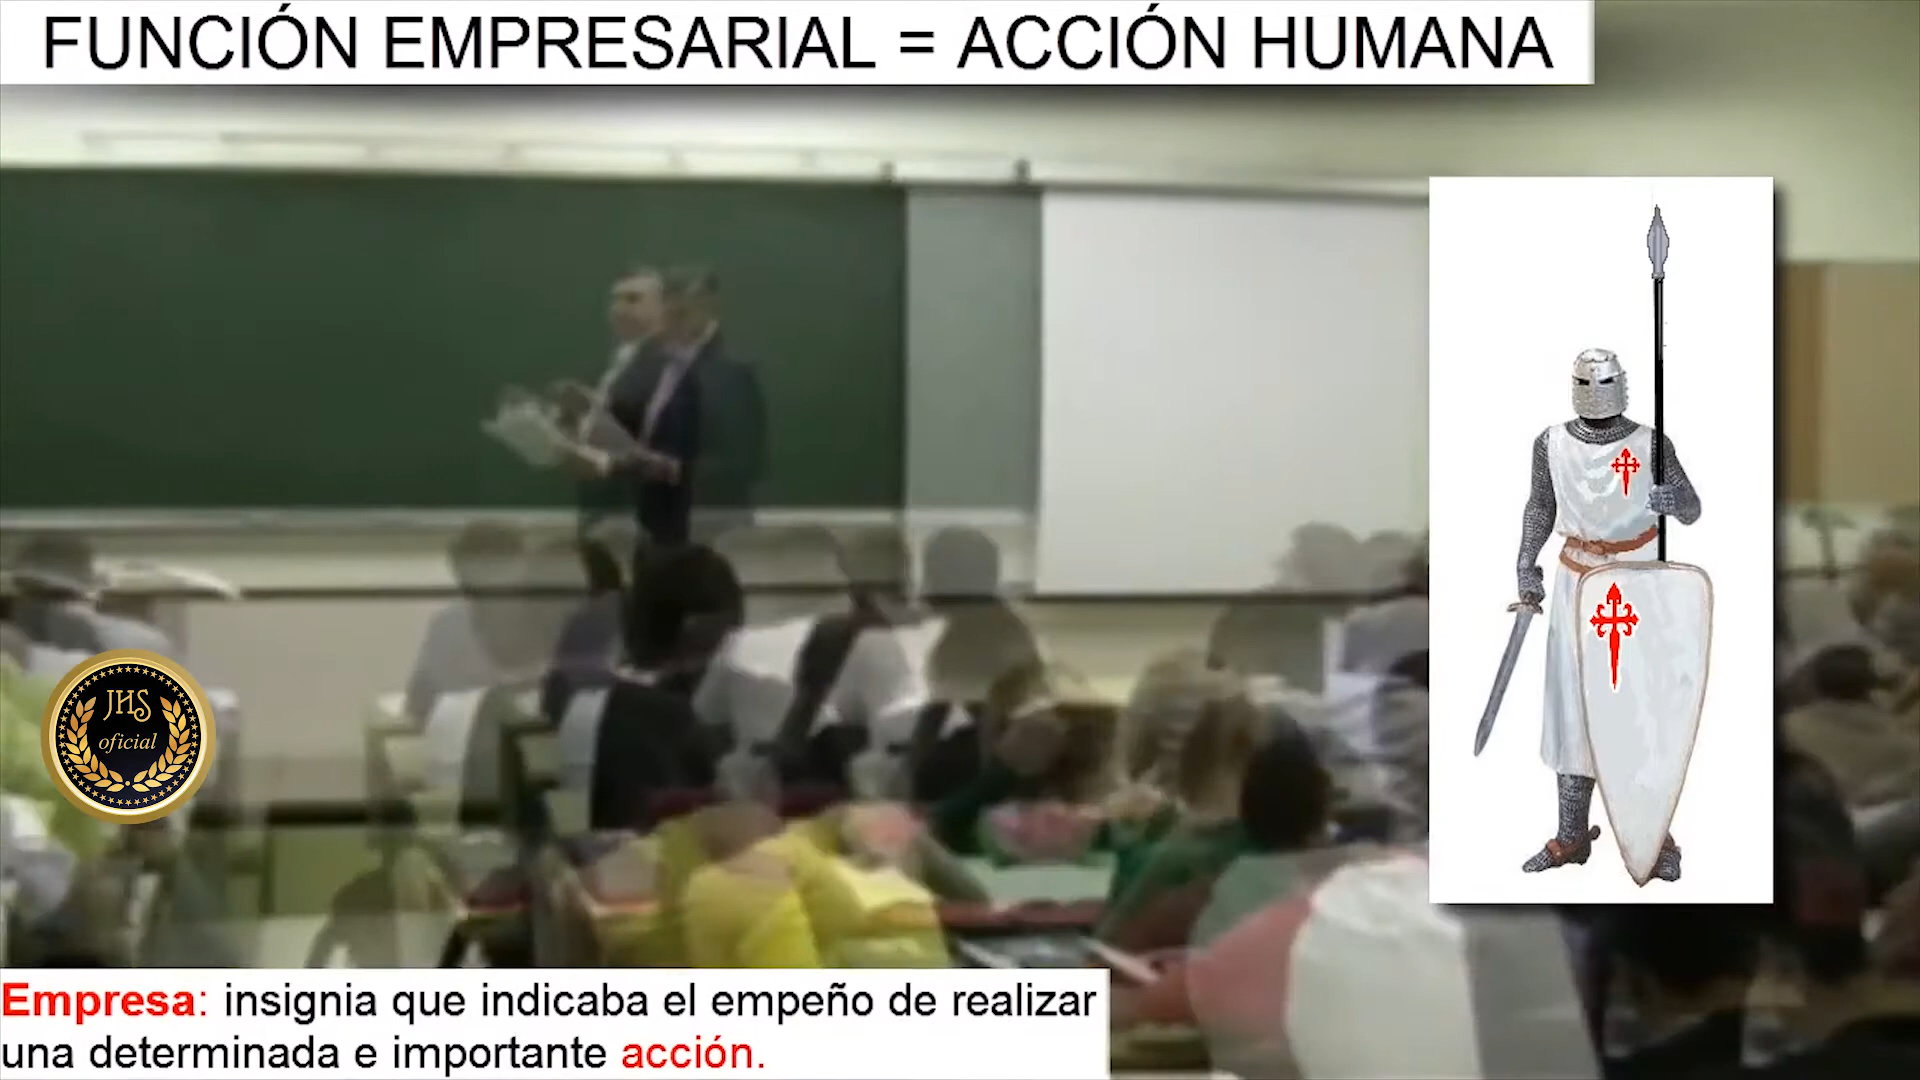 FUNCIÓN EMPRESARIAL = ACCIÓN HUMANA
JHS
oficial
Empresa: insignia que indicaba el empeño de realizar
una determinada e importante acción.